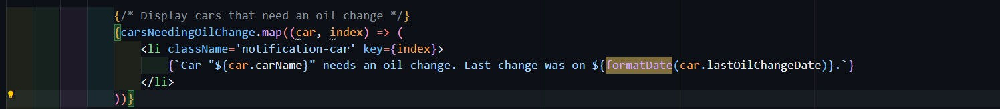 {/* Display cars that need an oil change */}
{carsNeedingOilChange.map((car, index) => (
<li className='notification-car' key={index}>
{`Car "${car.carName}" needs an oil change. Last change was on ${formatDate(car.lastOilChangeDate)}.`}
</li>
))}